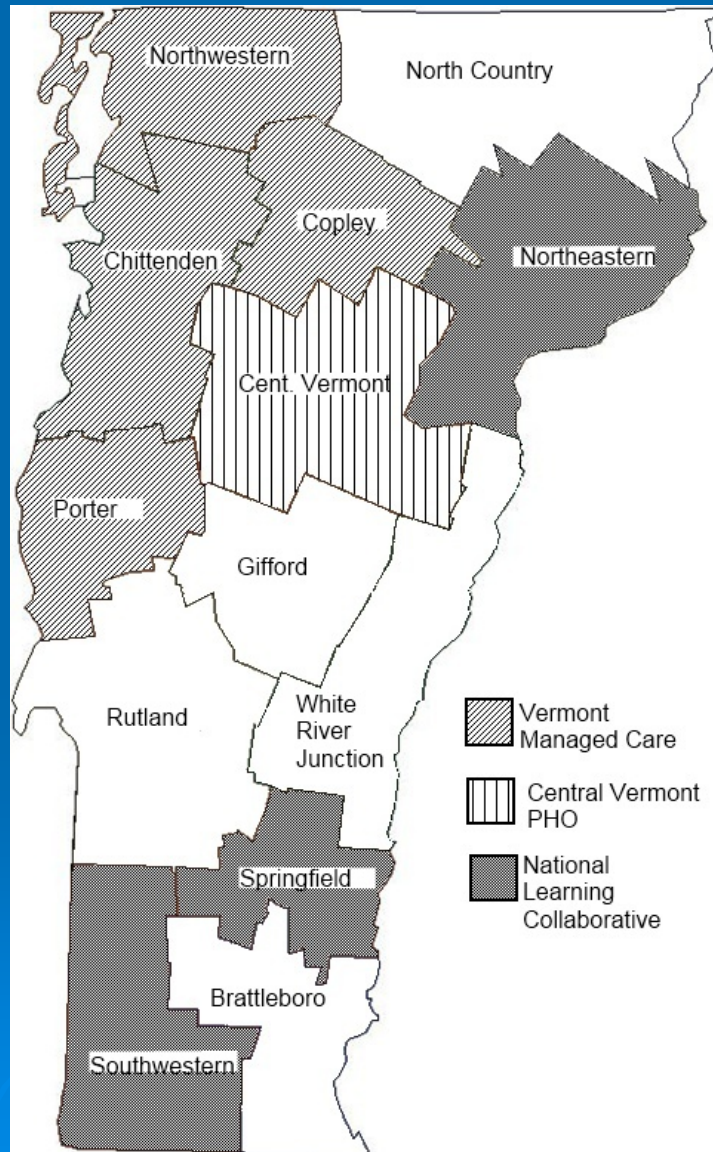 Northwestern
North Country
Copley
Chittenden
Northeastern
Cent. Vermont
Porter
Gifford
Rutland
White
River
Junction
Vermont
Managed Care
Central Vermont
PHO
National
Learning
Collaborative
Springfield
Brattleboro
Southwestern